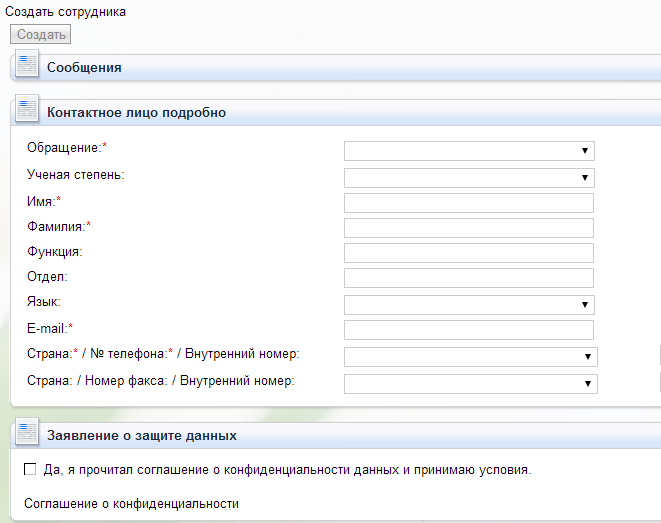 Создать сотрудника
Создать
Сообщения
Контактное лицо подробно
Обращение:*
Ученая степень:
Имя:*
Фамилия:*
Функция:
Отдел:
Язык:
E-mail:*
Страна:* / № телефона:* / Внутренний номер:
Страна: / Номер факса: / Внутренний номер:
Заявление о защите данных
Да, я прочитал соглашение о конфиденциальности данных и принимаю условия.
Соглашение о конфиденциальности